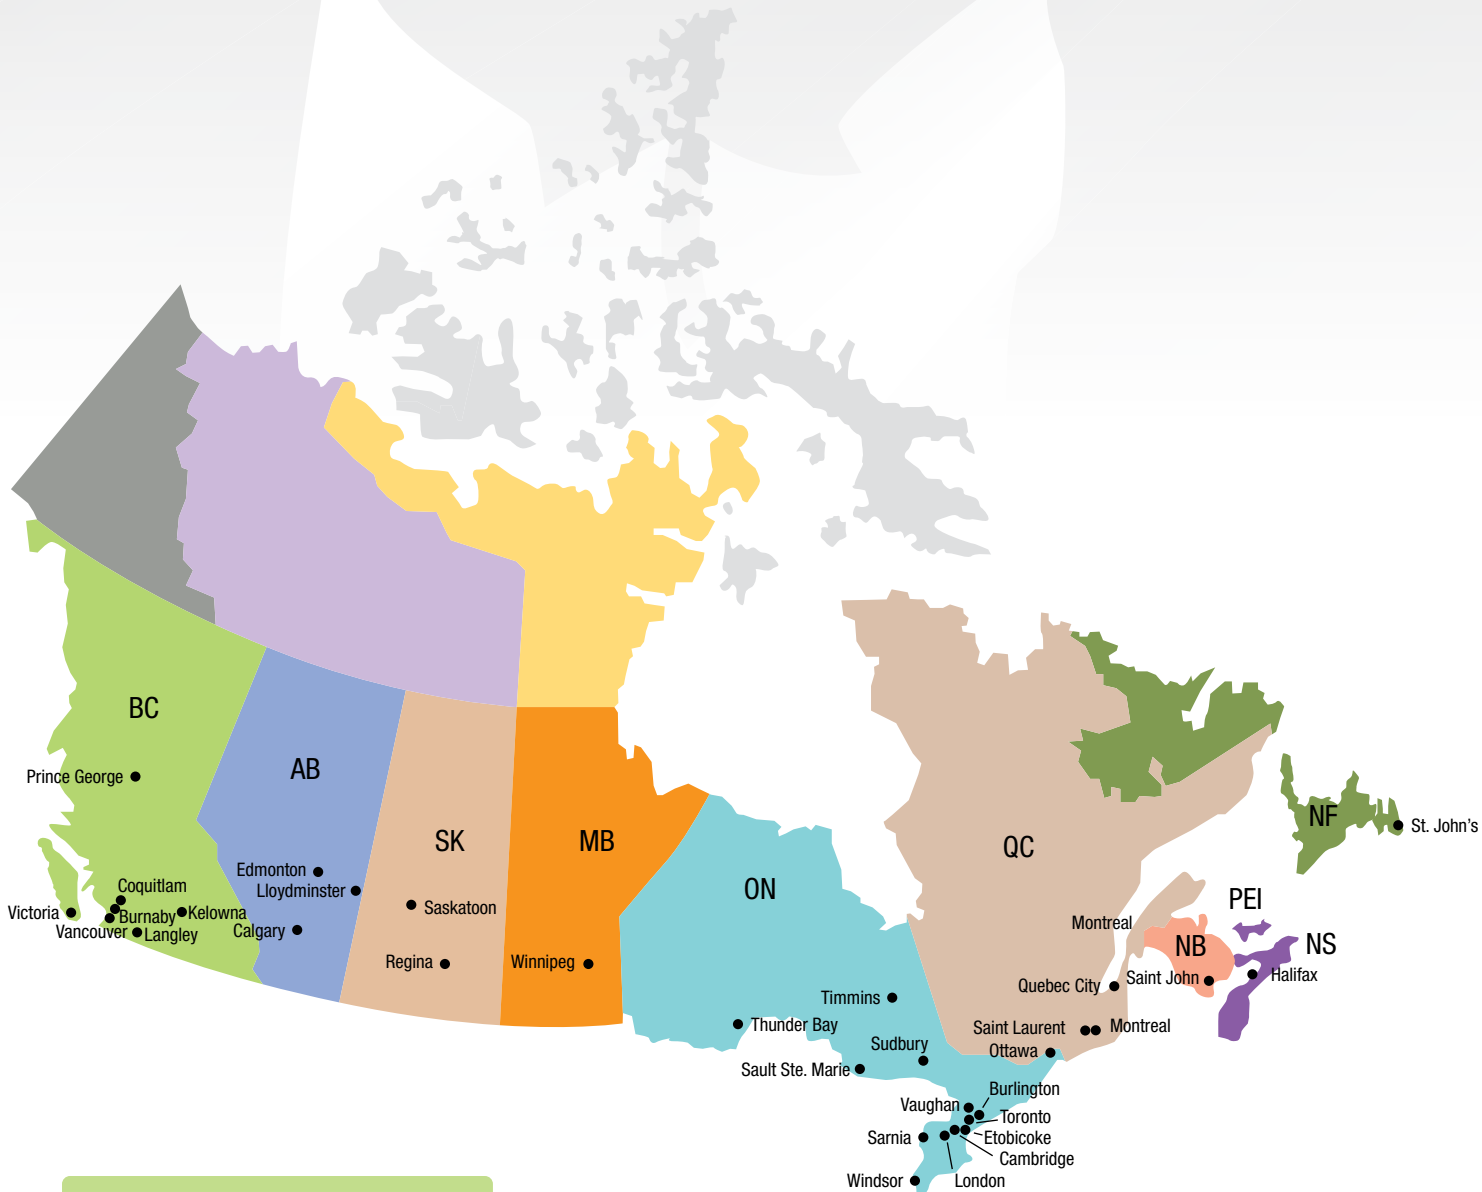 BC
Prince George
AB
SK
MB
ON
QC
NF
St. John's
Edmonton
Lloydminster
Coquitlam
Victoria
Burnaby
Kelowna
Vancouver
Langley
Calgary
Saskatoon
Regina
Winnipeg
PEI
Montreal
NB
NS
Saint John
Halifax
Quebec City
Timmins
Thunder Bay
Saint Laurent
Montreal
Sudbury
Ottawa
Sault Ste. Marie
Burlington
Vaughan
Toronto
Sarnia
Etobicoke
Cambridge
Windsor
London